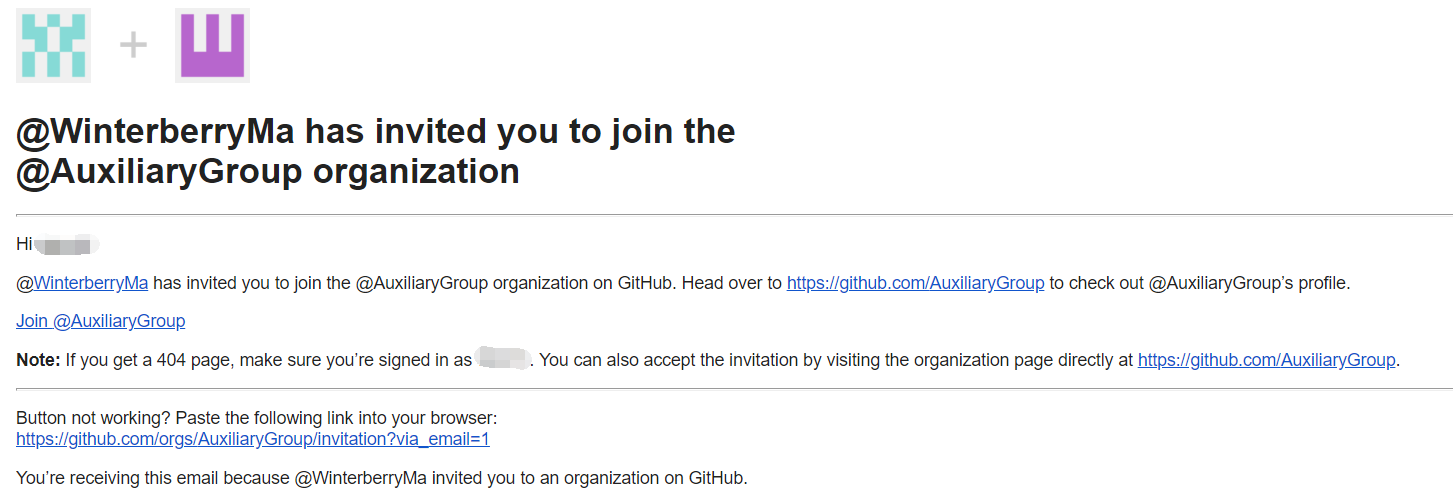 @WinterberryMa has invited you to join the
@AuxiliaryGroup organization
Hi
@WinterberryMa has invited you to join the @AuxiliaryGroup organization on GitHub. Head over to https://github.com/AuxiliaryGroup to check out @AuxiliaryGroup’s profile.
Join @AuxiliaryGroup
Note: If you get a 404 page, make sure you’re signed in as . You can also accept the invitation by visiting the organization page directly at https://github.com/AuxiliaryGroup.
Button not working? Paste the following link into your browser:
https://github.com/orgs/AuxiliaryGroup/invitation?via_email=1
You’re receiving this email because @WinterberryMa invited you to an organization on GitHub.